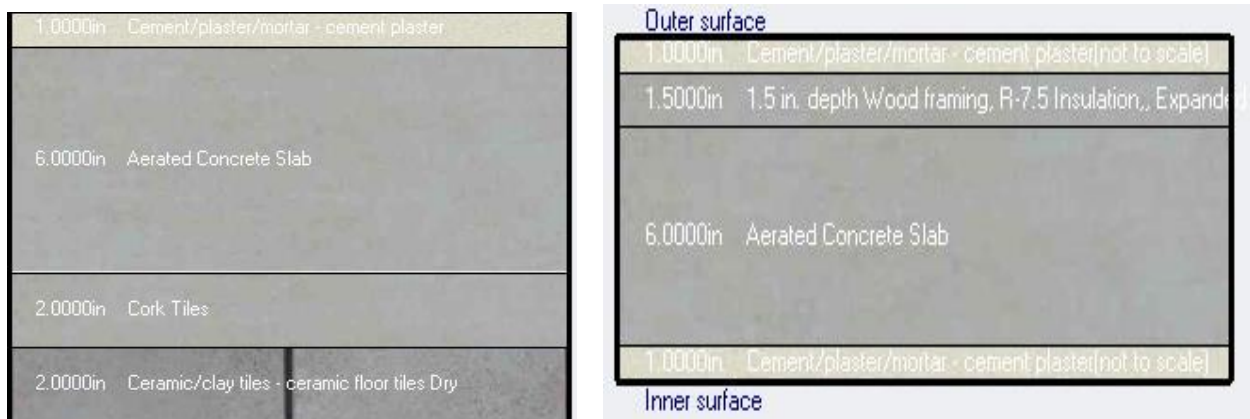 1.0000in Cement/plaster/mortar - cement plaster
6.0000in Aerated Concrete Slab
2.0000in Cork Tiles
2.0000in Ceramic/clay tiles - ceramic floor tiles Dry
Outer surface
1.0000in Cement/plaster/mortar - cement plaster(not to scale)
1.5000in 1.5 in. depth Wood framing, R-7.5 Insulation,, Expanded
6.0000in Aerated Concrete Slab
1.0000in Cement/plaster/mortar - cement plaster(not to scale)
Inner surface